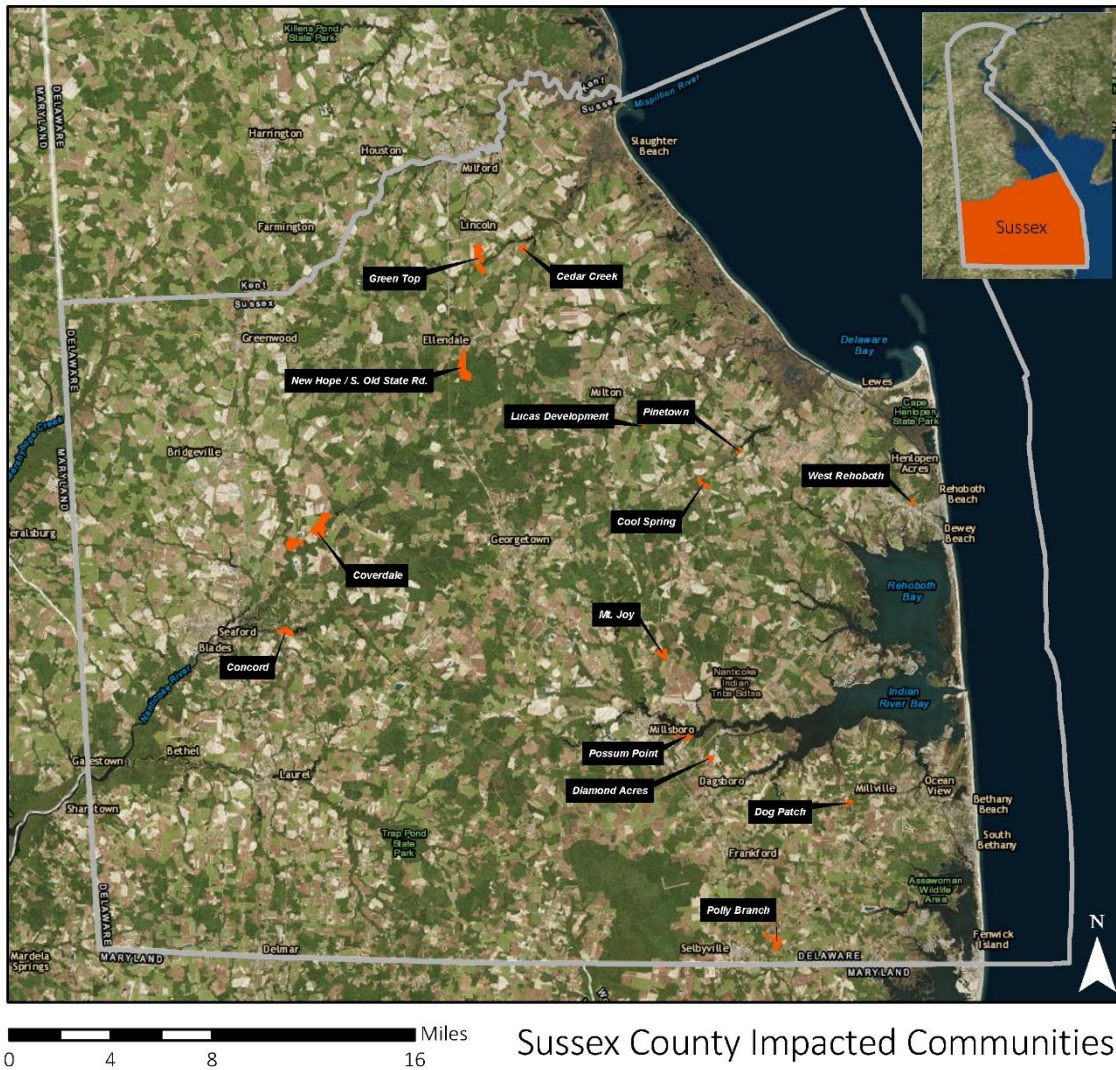 Killens Pond
State Park
DELAWARE
MARYLAND
Kent
Sussex
Mispillion River
Harrington
Houston
Milford
Slaughter
Beach
Sussex
Farmington
Lincoln
Green Top
Cedar Creek
Kent
Sussex
DELAWARE
MARYLAND
Greenwood
Ellendale
Delaware
Bay
New Hope / S. Old State Rd.
Milton
Lewes
Lucas Development
Pinetown
Cape
Henlopen
State Park
Bridgeville
Henlopen
Acres
West Rehoboth
Rehoboth
Beach
Cool Spring
Dewey
Beach
eralsburg
Georgetown
Coverdale
Rehoboth
Bay
Mt. Joy
Seaford
Blades
Concord
Nanticoke
Indian
Tribe Sdtsa
Nanticoke River
Indian
River Bay
Millsboro
Possum Point
Bethel
Galestown
Laurel
Diamond Acres
Dagsboro
Millville
Ocean
View
Bethany
Beach
Sharptown
Dog Patch
Trap Pond
State
Park
South
Bethany
Frankford
Assawoman
Wildlife
Area
Polly Branch
DELAWARE
MARYLAND
Delmar
Selbyville
DELAWARE
MARYLAND
Fenwick
Island
Mardela
Springs
N
Miles
0 4 8 16
Sussex County Impacted Communities